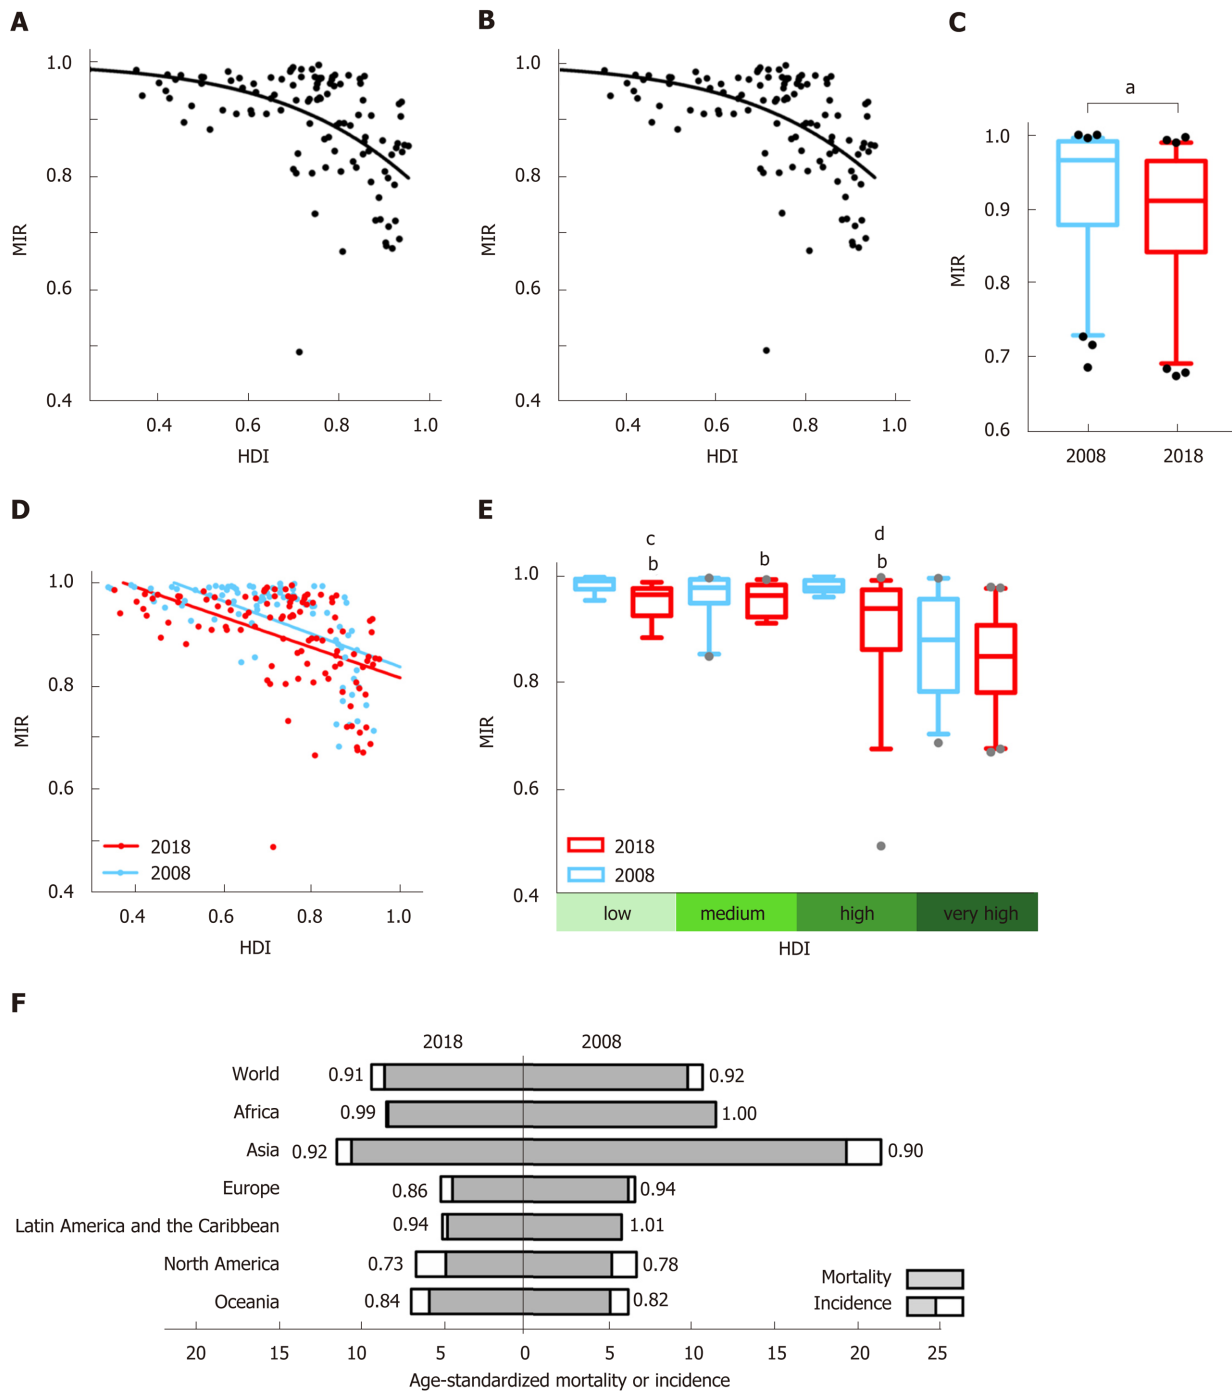 A
B
C
1.0
0.8
0.6
0.4
MIR
0.4 0.6 0.8 1.0
HDI
1.0
0.8
0.6
0.4
MIR
0.4 0.6 0.8 1.0
HDI
a
1.0
0.9
0.8
0.7
0.6
MIR
2008 2018
D
E
1.0
0.8
0.6
0.4
MIR
2018
2008
0.4 0.6 0.8 1.0
HDI
c
b
b
d
b
1.0
0.8
0.6
0.4
MIR
2018
2008
low medium high very high
HDI
F
2018 2008
World 0.91 0.92
Africa 0.99 1.00
Asia 0.92 0.90
Europe 0.86 0.94
Latin America and the Caribbean 0.94 1.01
North America 0.73 0.78
Oceania 0.84 0.82
Mortality
Incidence
20 15 10 5 0 5 10 15 20 25
Age-standardized mortality or incidence